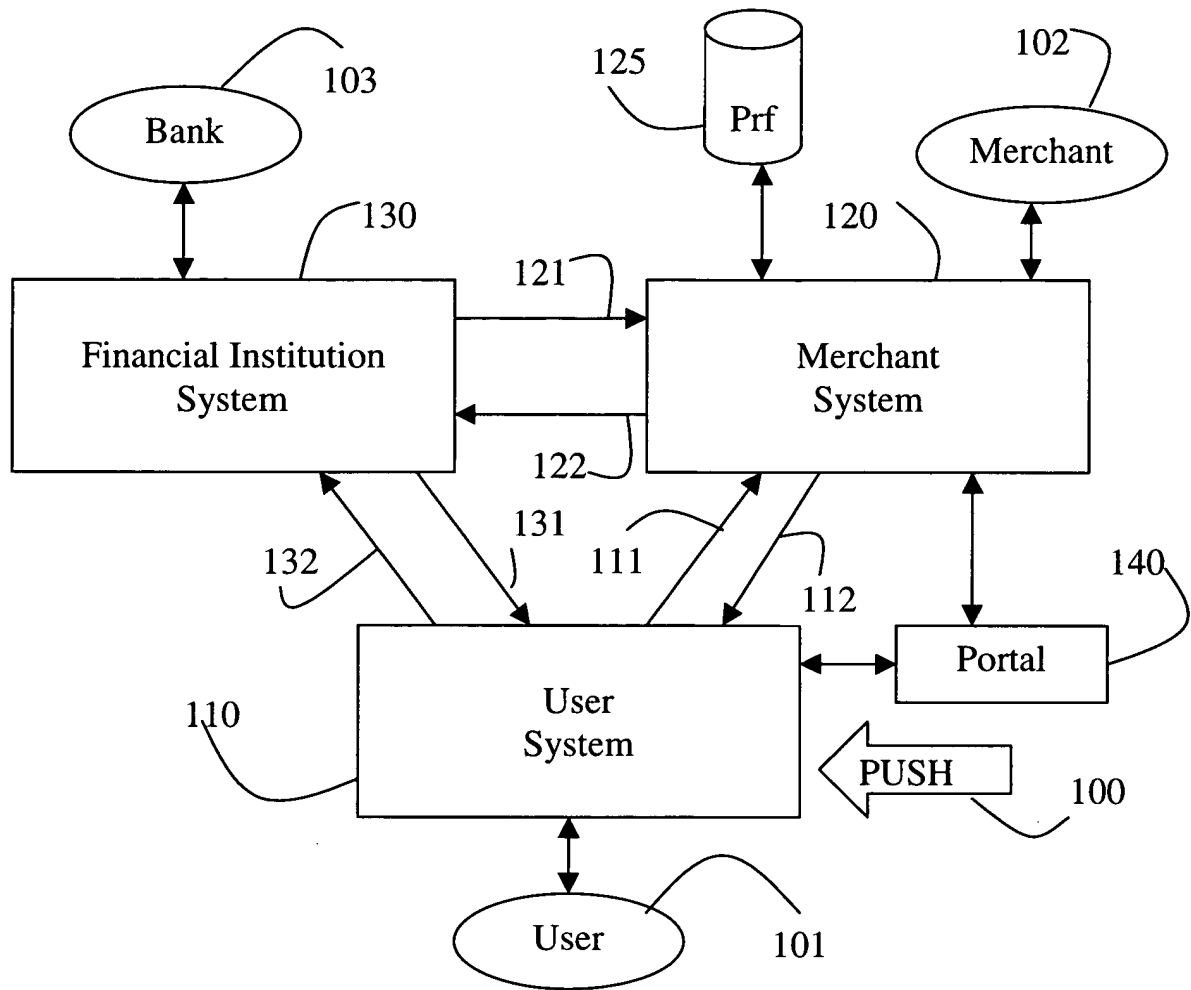 103
Bank
125
Prf
102
Merchant
130
121
120
Financial Institution
System
Merchant
System
122
132
131
111
112
140
Portal
110
User
System
PUSH
100
User
101